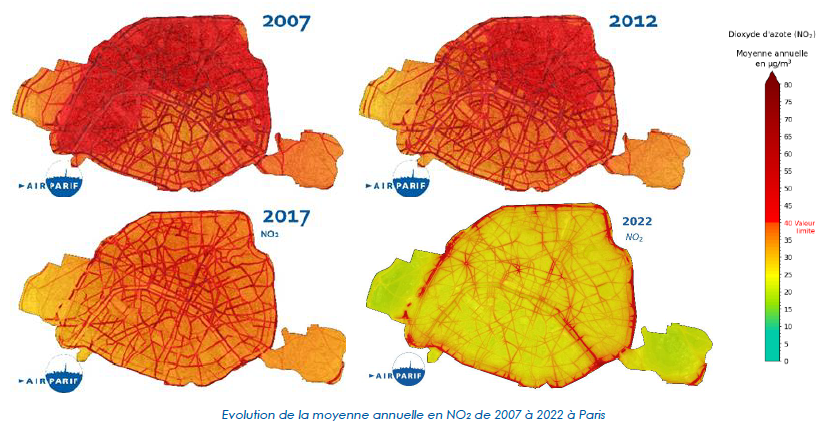 2007
2012
Dioxyde d'azote (NO₂)
Moyenne annuelle
en µg/m³
80
75
70
65
60
55
50
45
40 Valeur
limite
35
30
25
20
15
10
5
0
AIRPARIF
AIRPARIF
2017
NO₂
2022
NO₂
AIRPARIF
AIRPARIF
Evolution de la moyenne annuelle en NO₂ de 2007 à 2022 à Paris